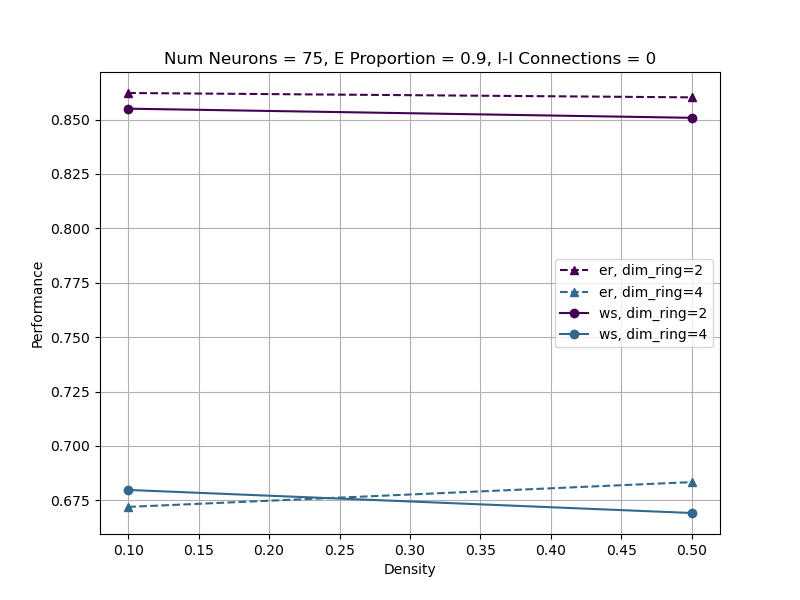 Num Neurons = 75, E Proportion = 0.9, I-I Connections = 0
0.850
0.825
0.800
0.775
0.750
0.725
0.700
0.675
Performance
er, dim_ring=2
er, dim_ring=4
ws, dim_ring=2
ws, dim_ring=4
0.10 0.15 0.20 0.25 0.30 0.35 0.40 0.45 0.50
Density